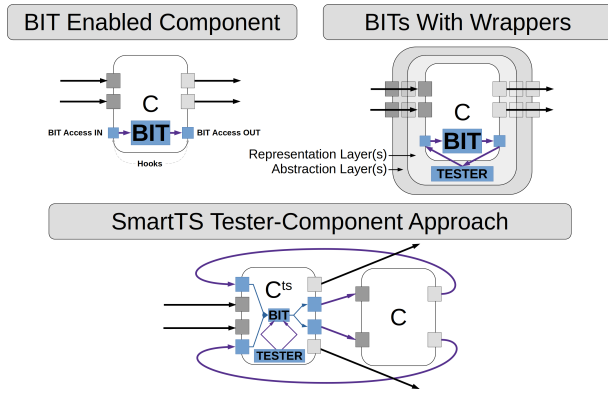 BIT Enabled Component
BITs With Wrappers
C
BIT Access IN
BIT
BIT Access OUT
Hooks
C
BIT
Representation Layer(s)
Abstraction Layer(s)
TESTER
SmartTS Tester-Component Approach
Cts
BIT
TESTER
C